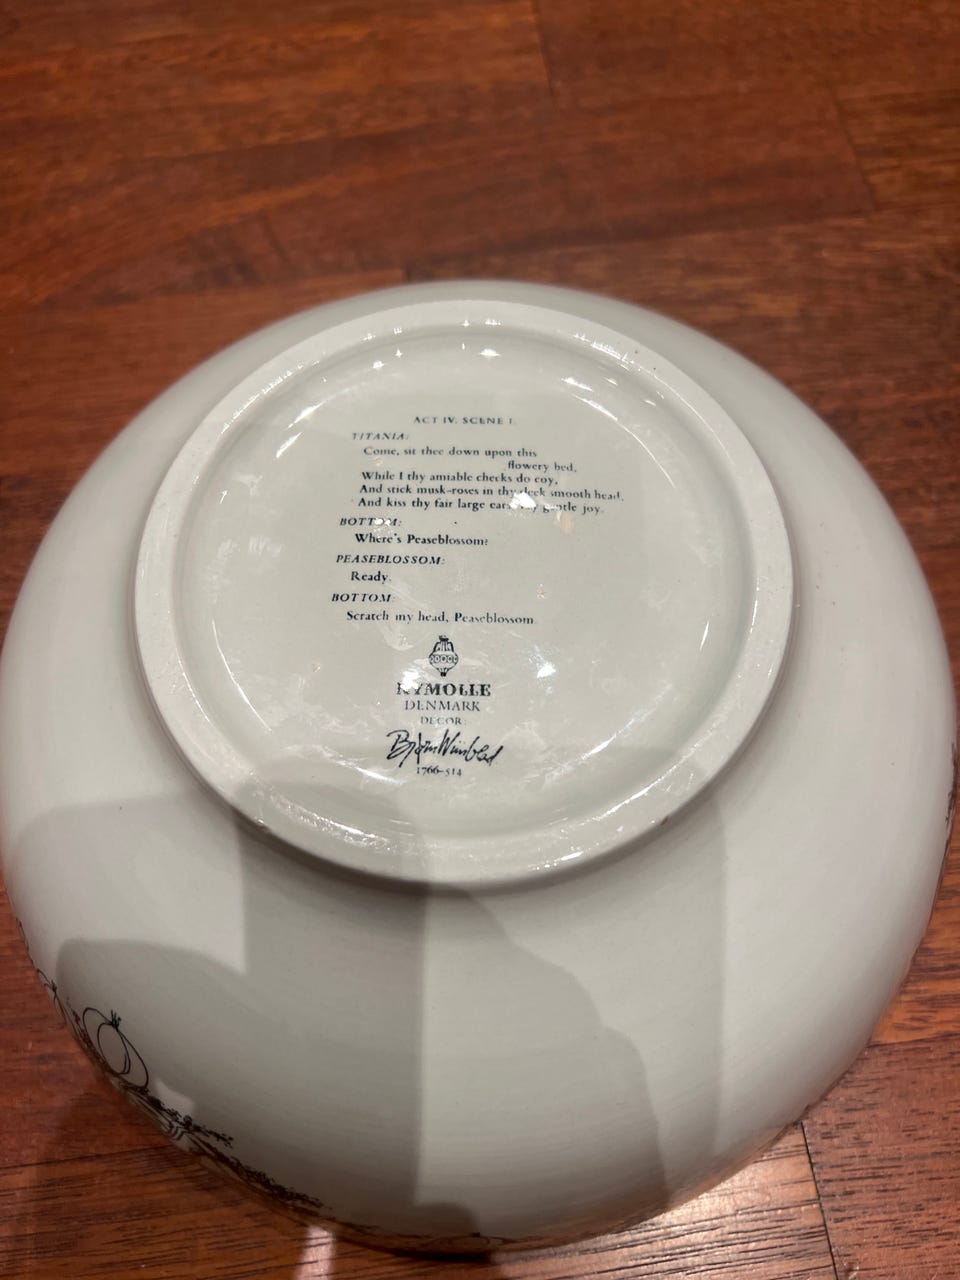 ACT IV. SCENE I.
TITANIA:
Come, sit thee down upon this
flowery bed,
While I thy amiable cheeks do coy,
And stick musk-roses in thy sleek smooth head,
And kiss thy fair large ears, my gentle joy.
BOTTOM:
Where's Peaseblossom?
PEASEBLOSSOM:
Ready.
BOTTOM:
Scratch my head, Peaseblossom.
NYMOLLE
DENMARK
DECOR:
Bjørn Wiinblad
1766-514